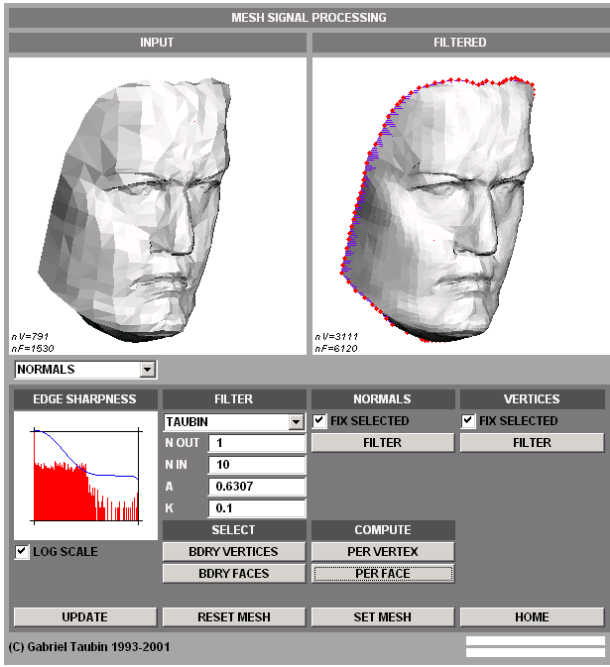 MESH SIGNAL PROCESSING
INPUT
FILTERED
nV=791
nF=1530
nV=3111
nF=6120
NORMALS
EDGE SHARPNESS
FILTER
NORMALS
VERTICES
TAUBIN
FIX SELECTED
FIX SELECTED
N OUT 1
FILTER
FILTER
N IN 10
A 0.6307
K 0.1
SELECT
COMPUTE
LOG SCALE
BDRY VERTICES
PER VERTEX
BDRY FACES
PER FACE
UPDATE
RESET MESH
SET MESH
HOME
(C) Gabriel Taubin 1993-2001